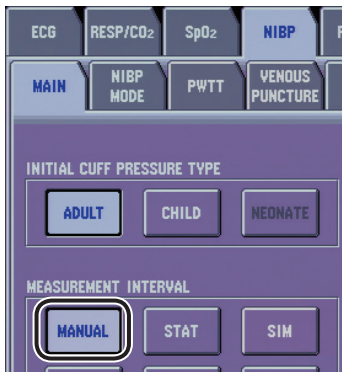 ECG RESP/CO2 SpO2 NIBP
MAIN NIBP MODE PWTT VENOUS PUNCTURE
INITIAL CUFF PRESSURE TYPE
ADULT CHILD NEONATE
MEASUREMENT INTERVAL
MANUAL STAT SIM